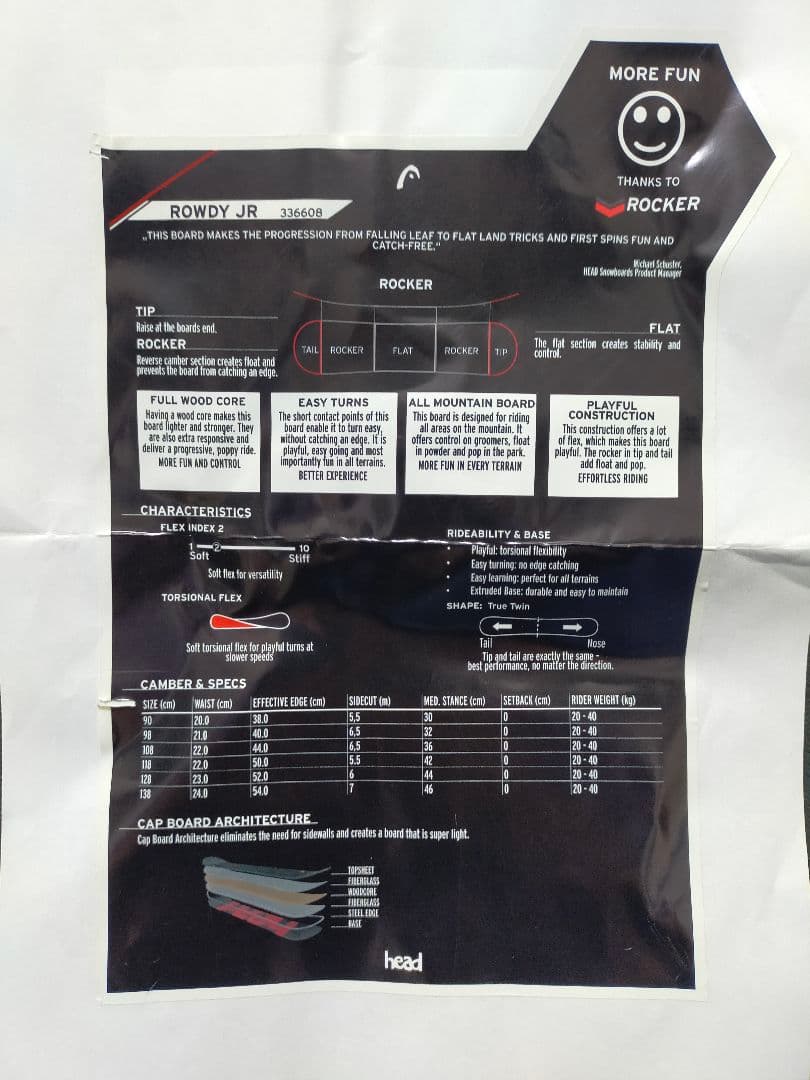 MORE FUN
THANKS TO
ROCKER
ROWDY JR 336608
„THIS BOARD MAKES THE PROGRESSION FROM FALLING LEAF TO FLAT LAND TRICKS AND FIRST SPINS FUN AND
CATCH-FREE."
Michael Schuster,
HEAD Snowboards Product Manager
ROCKER
TIP
Raise at the boards end.
ROCKER
Reverse camber section creates float and
prevents the board from catching an edge.
TAIL ROCKER FLAT ROCKER TIP
FLAT
The flat section creates stability and
control.
FULL WOOD CORE
Having a wood core makes this
board lighter and stronger. They
are also extra responsive and
deliver a progressive, poppy ride.
MORE FUN AND CONTROL
EASY TURNS
The short contact points of this
board enable it to turn easy,
without catching an edge. It is
playful, easy going and most
importantly fun in all terrains.
BETTER EXPERIENCE
ALL MOUNTAIN BOARD
This board is designed for riding
all areas on the mountain. It
offers control on groomers, float
in powder and pop in the park.
MORE FUN IN EVERY TERRAIN
PLAYFUL
CONSTRUCTION
This construction offers a lot
of flex, which makes this board
playful. The rocker in tip and tail
add float and pop.
EFFORTLESS RIDING
CHARACTERISTICS
FLEX INDEX 2
1 2 10
Soft Stiff
Soft flex for versatility
TORSIONAL FLEX
Soft torsional flex for playful turns at
slower speeds
RIDEABILITY & BASE
• Playful: torsional flexibility
• Easy turning: no edge catching
• Easy learning: perfect for all terrains
• Extruded Base: durable and easy to maintain
SHAPE: True Twin
Tail Nose
Tip and tail are exactly the same -
best performance, no matter the direction.
CAMBER & SPECS
SIZE (cm) WAIST (cm) EFFECTIVE EDGE (cm) SIDECUT (m) MED. STANCE (cm) SETBACK (cm) RIDER WEIGHT (kg)
90 20.0 38.0 5,5 30 0 20 - 40
98 21.0 40.0 6,5 32 0 20 - 40
108 22.0 44.0 6,5 36 0 20 - 40
118 22.0 50.0 5.5 42 0 20 - 40
128 23.0 52.0 6 44 0 20 - 40
138 24.0 54.0 7 46 0 20 - 40
CAP BOARD ARCHITECTURE
Cap Board Architecture eliminates the need for sidewalls and creates a board that is super light.
TOPSHEET
FIBERGLASS
WOODCORE
FIBERGLASS
STEEL EDGE
BASE
head